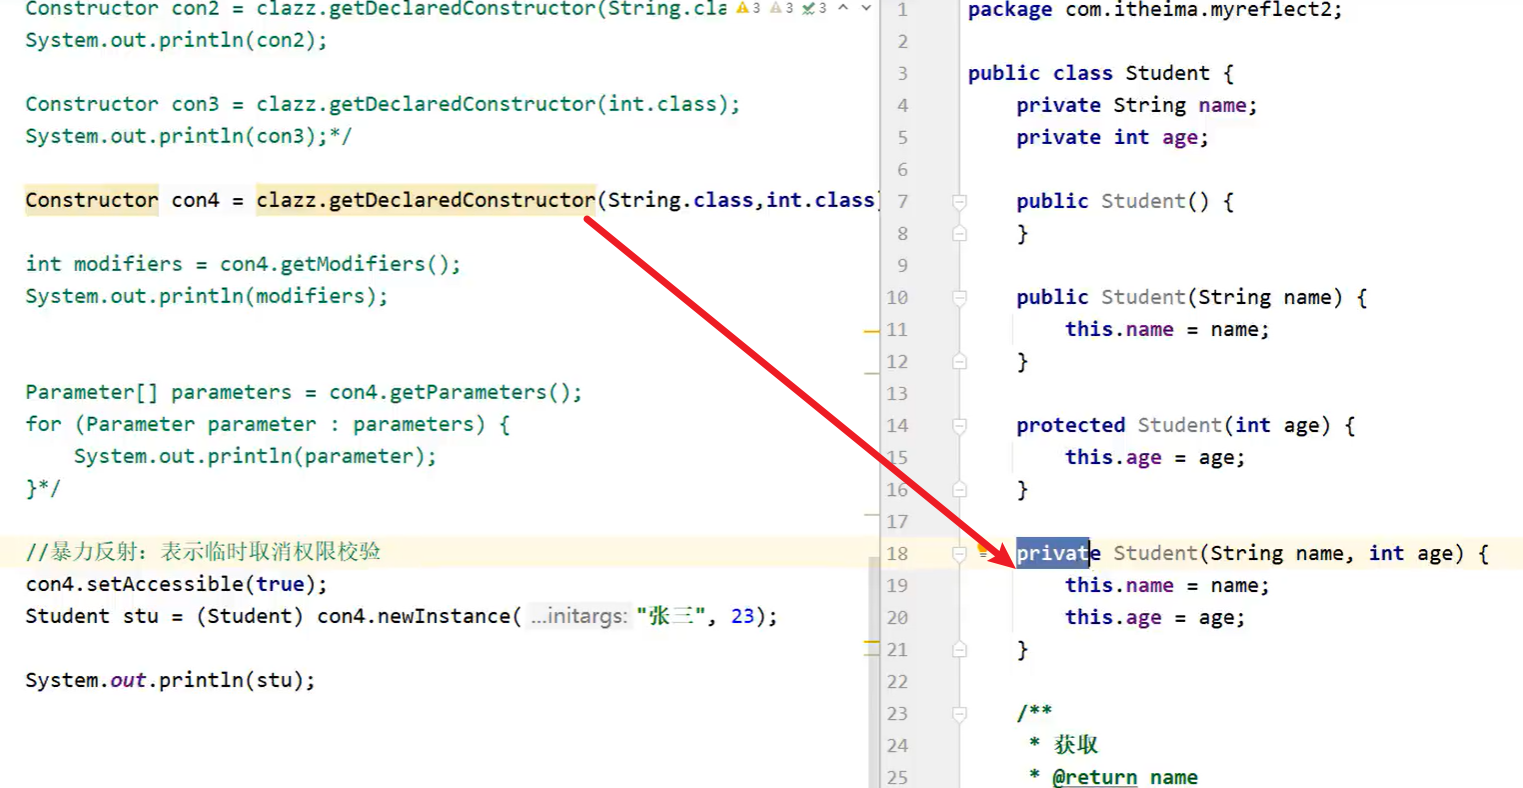 Constructor con2 = clazz.getDeclaredConstructor(String.cla
3 3 3
System.out.println(con2);
Constructor con3 = clazz.getDeclaredConstructor(int.class);
System.out.println(con3);*/
Constructor con4 = clazz.getDeclaredConstructor(String.class,int.class
int modifiers = con4.getModifiers();
System.out.println(modifiers);
Parameter[] parameters = con4.getParameters();
for (Parameter parameter : parameters) {
System.out.println(parameter);
}*/
//暴力反射：表示临时取消权限校验
con4.setAccessible(true);
Student stu = (Student) con4.newInstance( ...initargs: "张三", 23);
System.out.println(stu);
1 package com.itheima.myreflect2;
2
3 public class Student {
4 private String name;
5 private int age;
6
7 public Student() {
8 }
9
10 public Student(String name) {
11 this.name = name;
12 }
13
14 protected Student(int age) {
15 this.age = age;
16 }
17
18 private Student(String name, int age) {
19 this.name = name;
20 this.age = age;
21 }
22
23 /**
24 * 获取
25 * @return name